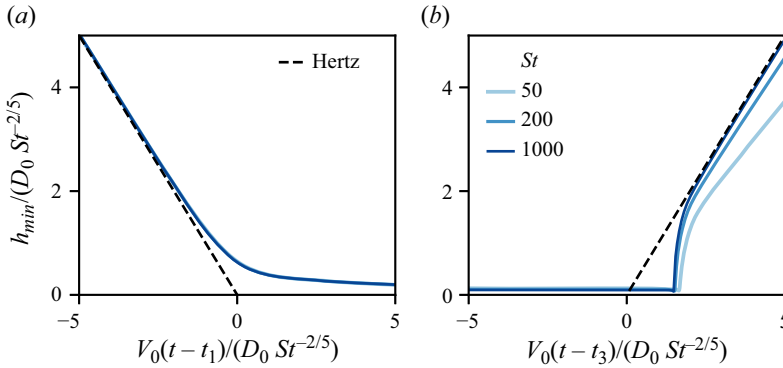 (a)
(b)
Hertz
St
50
200
1000
h_min/(D_0 St^{–2/5})
4
2
0
4
2
0
–5
0
5
–5
0
5
V_0(t – t_1)/(D_0 St^{–2/5})
V_0(t – t_3)/(D_0 St^{–2/5})